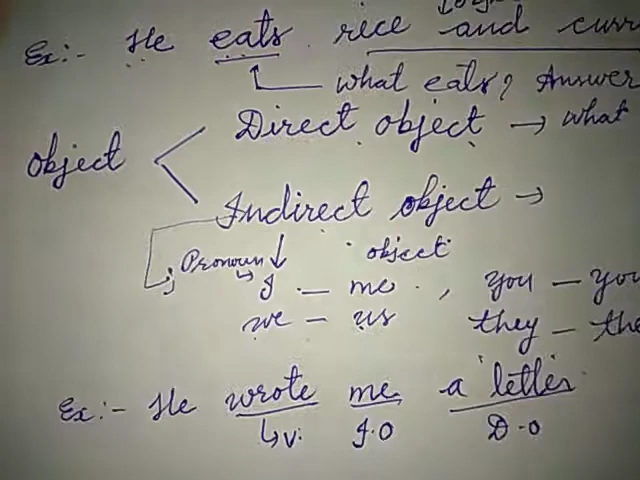 Ex:- He eats rice and curr
what eats? Answer
object Direct object → what
Indirect object →
Pronoun object
I — me , you — you
we — us they — the
Ex:- He wrote me a letter
↳ v. I.O D.O